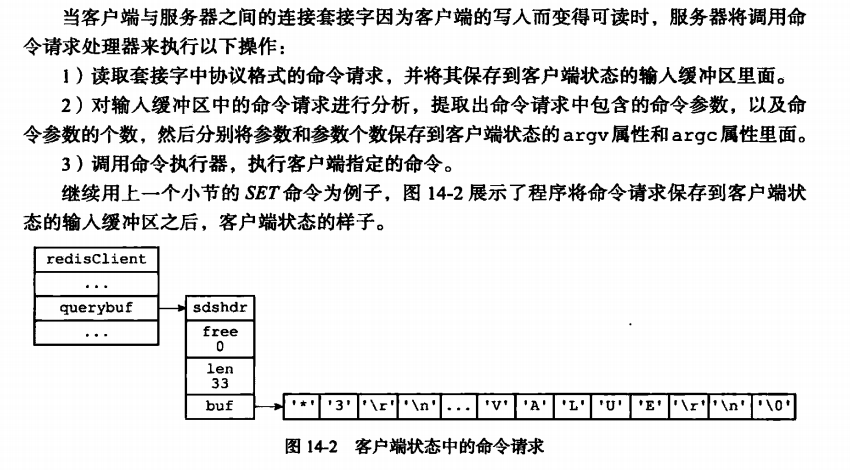 当客户端与服务器之间的连接套接字因为客户端的写入而变得可读时，服务器将调用命
令请求处理器来执行以下操作：
1）读取套接字中协议格式的命令请求，并将其保存到客户端状态的输入缓冲区里面。
2）对输入缓冲区中的命令请求进行分析，提取出命令请求中包含的命令参数，以及命
令参数的个数，然后分别将参数和参数个数保存到客户端状态的argv属性和argc属性里面。
3）调用命令执行器，执行客户端指定的命令。
继续用上一个小节的SET命令为例子，图 14-2 展示了程序将命令请求保存到客户端状
态的输入缓冲区之后，客户端状态的样子。
redisClient
...
querybuf
...
sdshdr
free
0
len
33
buf
'*' '3' '\r' '\n' ... 'V' 'A' 'L' 'U' 'E' '\r' '\n' '\0'
图 14-2 客户端状态中的命令请求